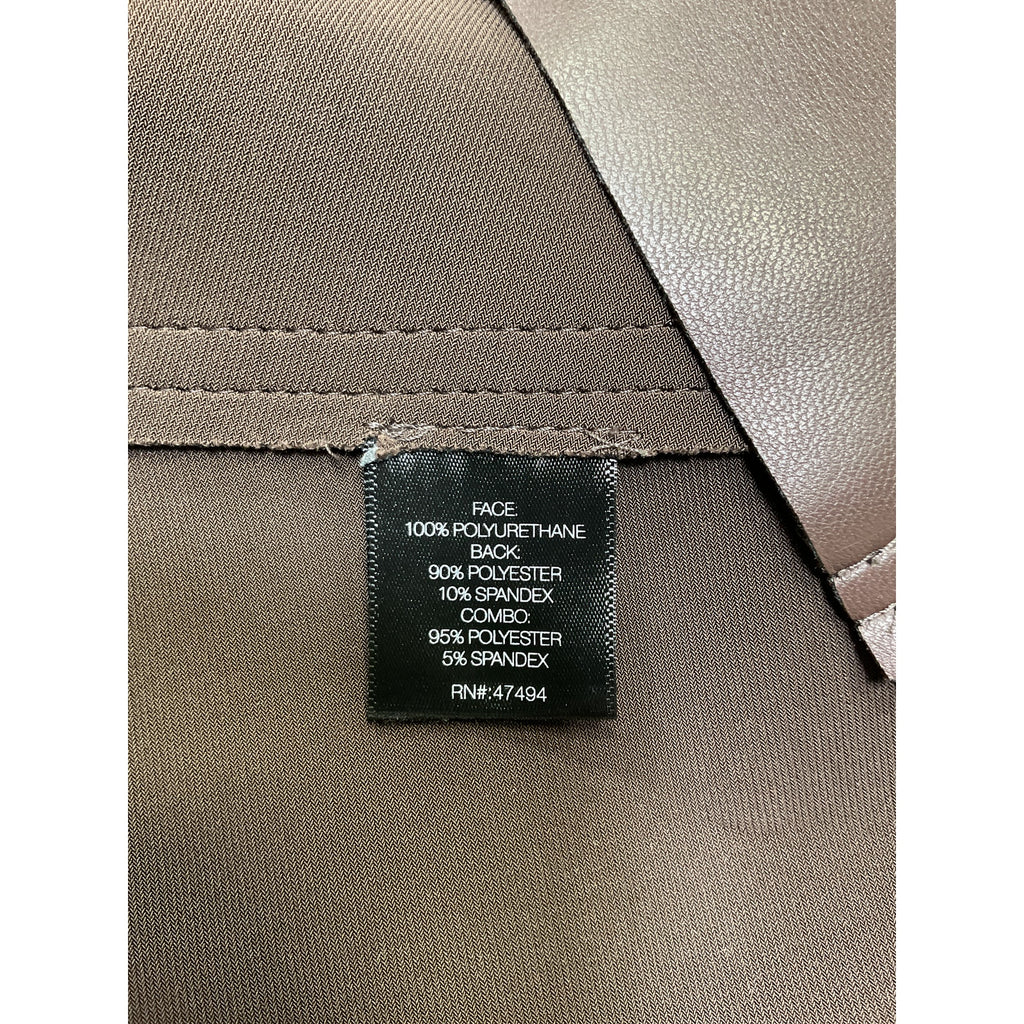 FACE:
100% POLYURETHANE
BACK:
90% POLYESTER
10% SPANDEX
COMBO:
95% POLYESTER
5% SPANDEX
RN#:47494